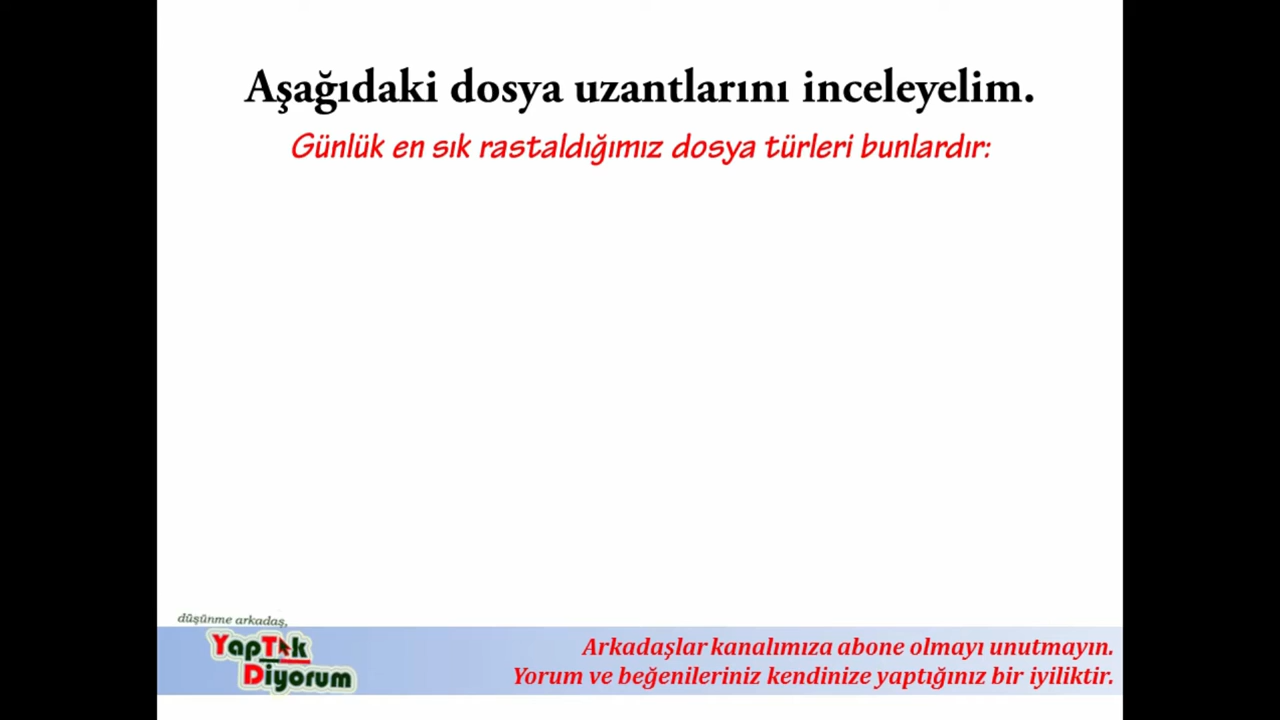 Aşağıdaki dosya uzantlarını inceleyelim.
Günlük en sık rastaldığımız dosya türleri bunlardır:
düşünme arkadaş,
YapTık
Diyorum
Arkadaşlar kanalımıza abone olmayı unutmayın.
Yorum ve beğenileriniz kendinize yaptığınız bir iyiliktir.